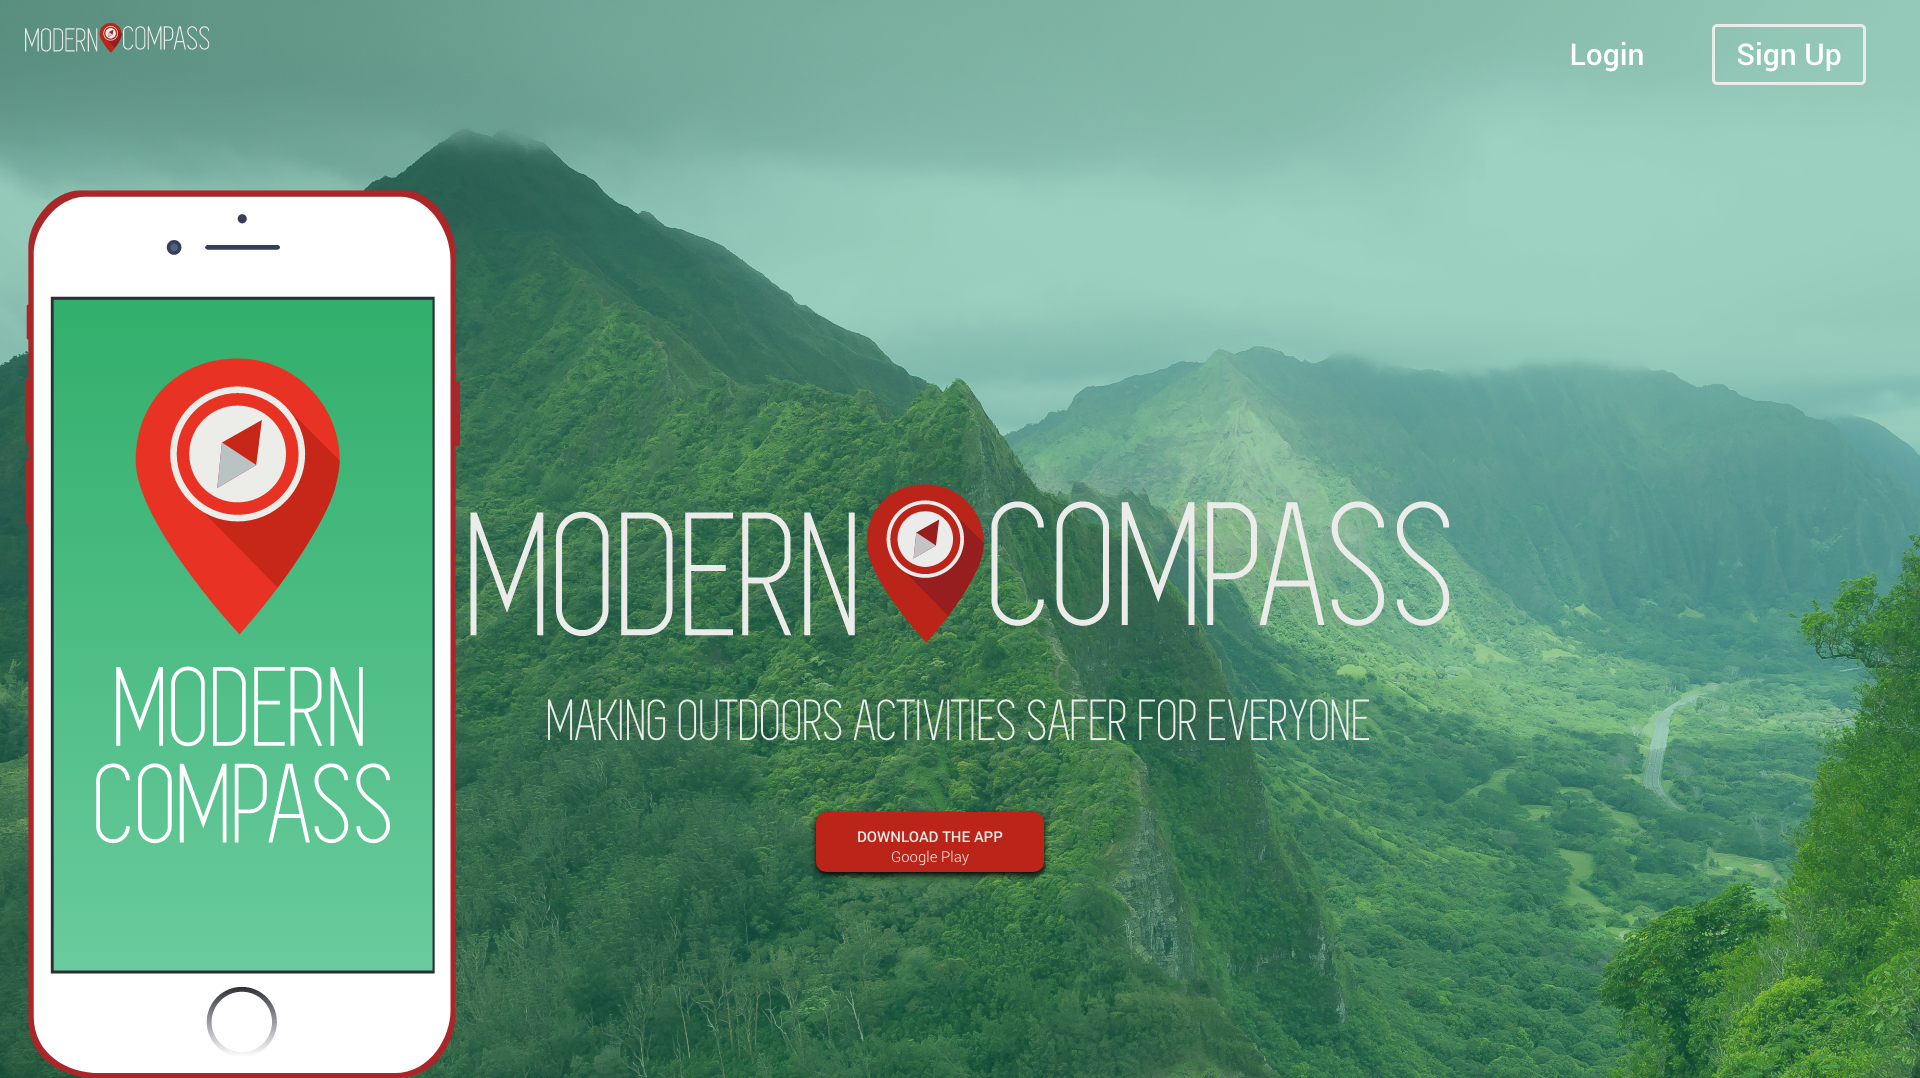 MODERN COMPASS
Login
Sign Up
MODERN
COMPASS
MODERN COMPASS
MAKING OUTDOORS ACTIVITIES SAFER FOR EVERYONE
DOWNLOAD THE APP
Google Play